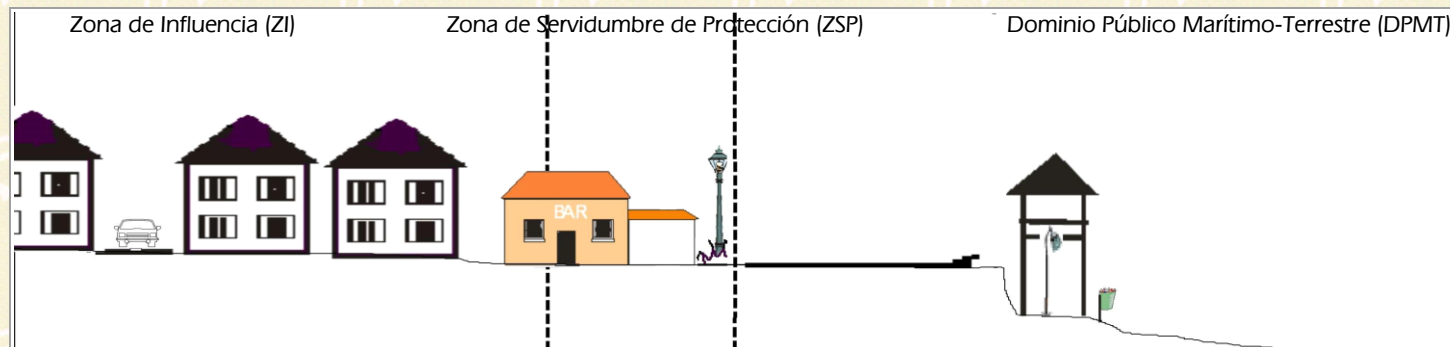 Zona de Influencia (ZI)
Zona de Servidumbre de Protección (ZSP)
Dominio Público Marítimo-Terrestre (DPMT)
BAR